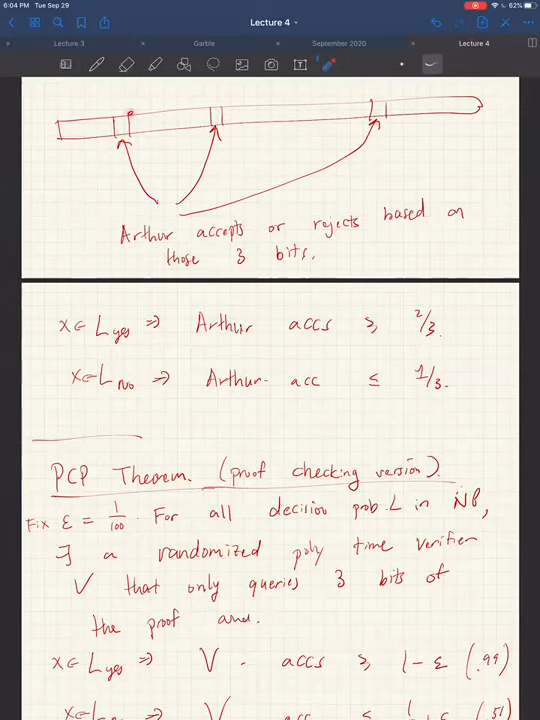 6:04 PM Tue Sep 29
62%
Lecture 4
Lecture 3
Garble
September 2020
Lecture 4
Arthur accepts or rejects based on
those 3 bits.
x ∈ L yes ⇒ Arthur accs ≥ 2/3.
x ∈ L no ⇒ Arthur acc ≤ 1/3.
PCP Theorem. (proof checking version).
Fix ε = 1/100. For all decision prob. L in NP,
∃ a randomized poly time verifier
V that only queries 3 bits of
the proof and.
x ∈ L yes ⇒ V accs ≥ 1-ε (.99)